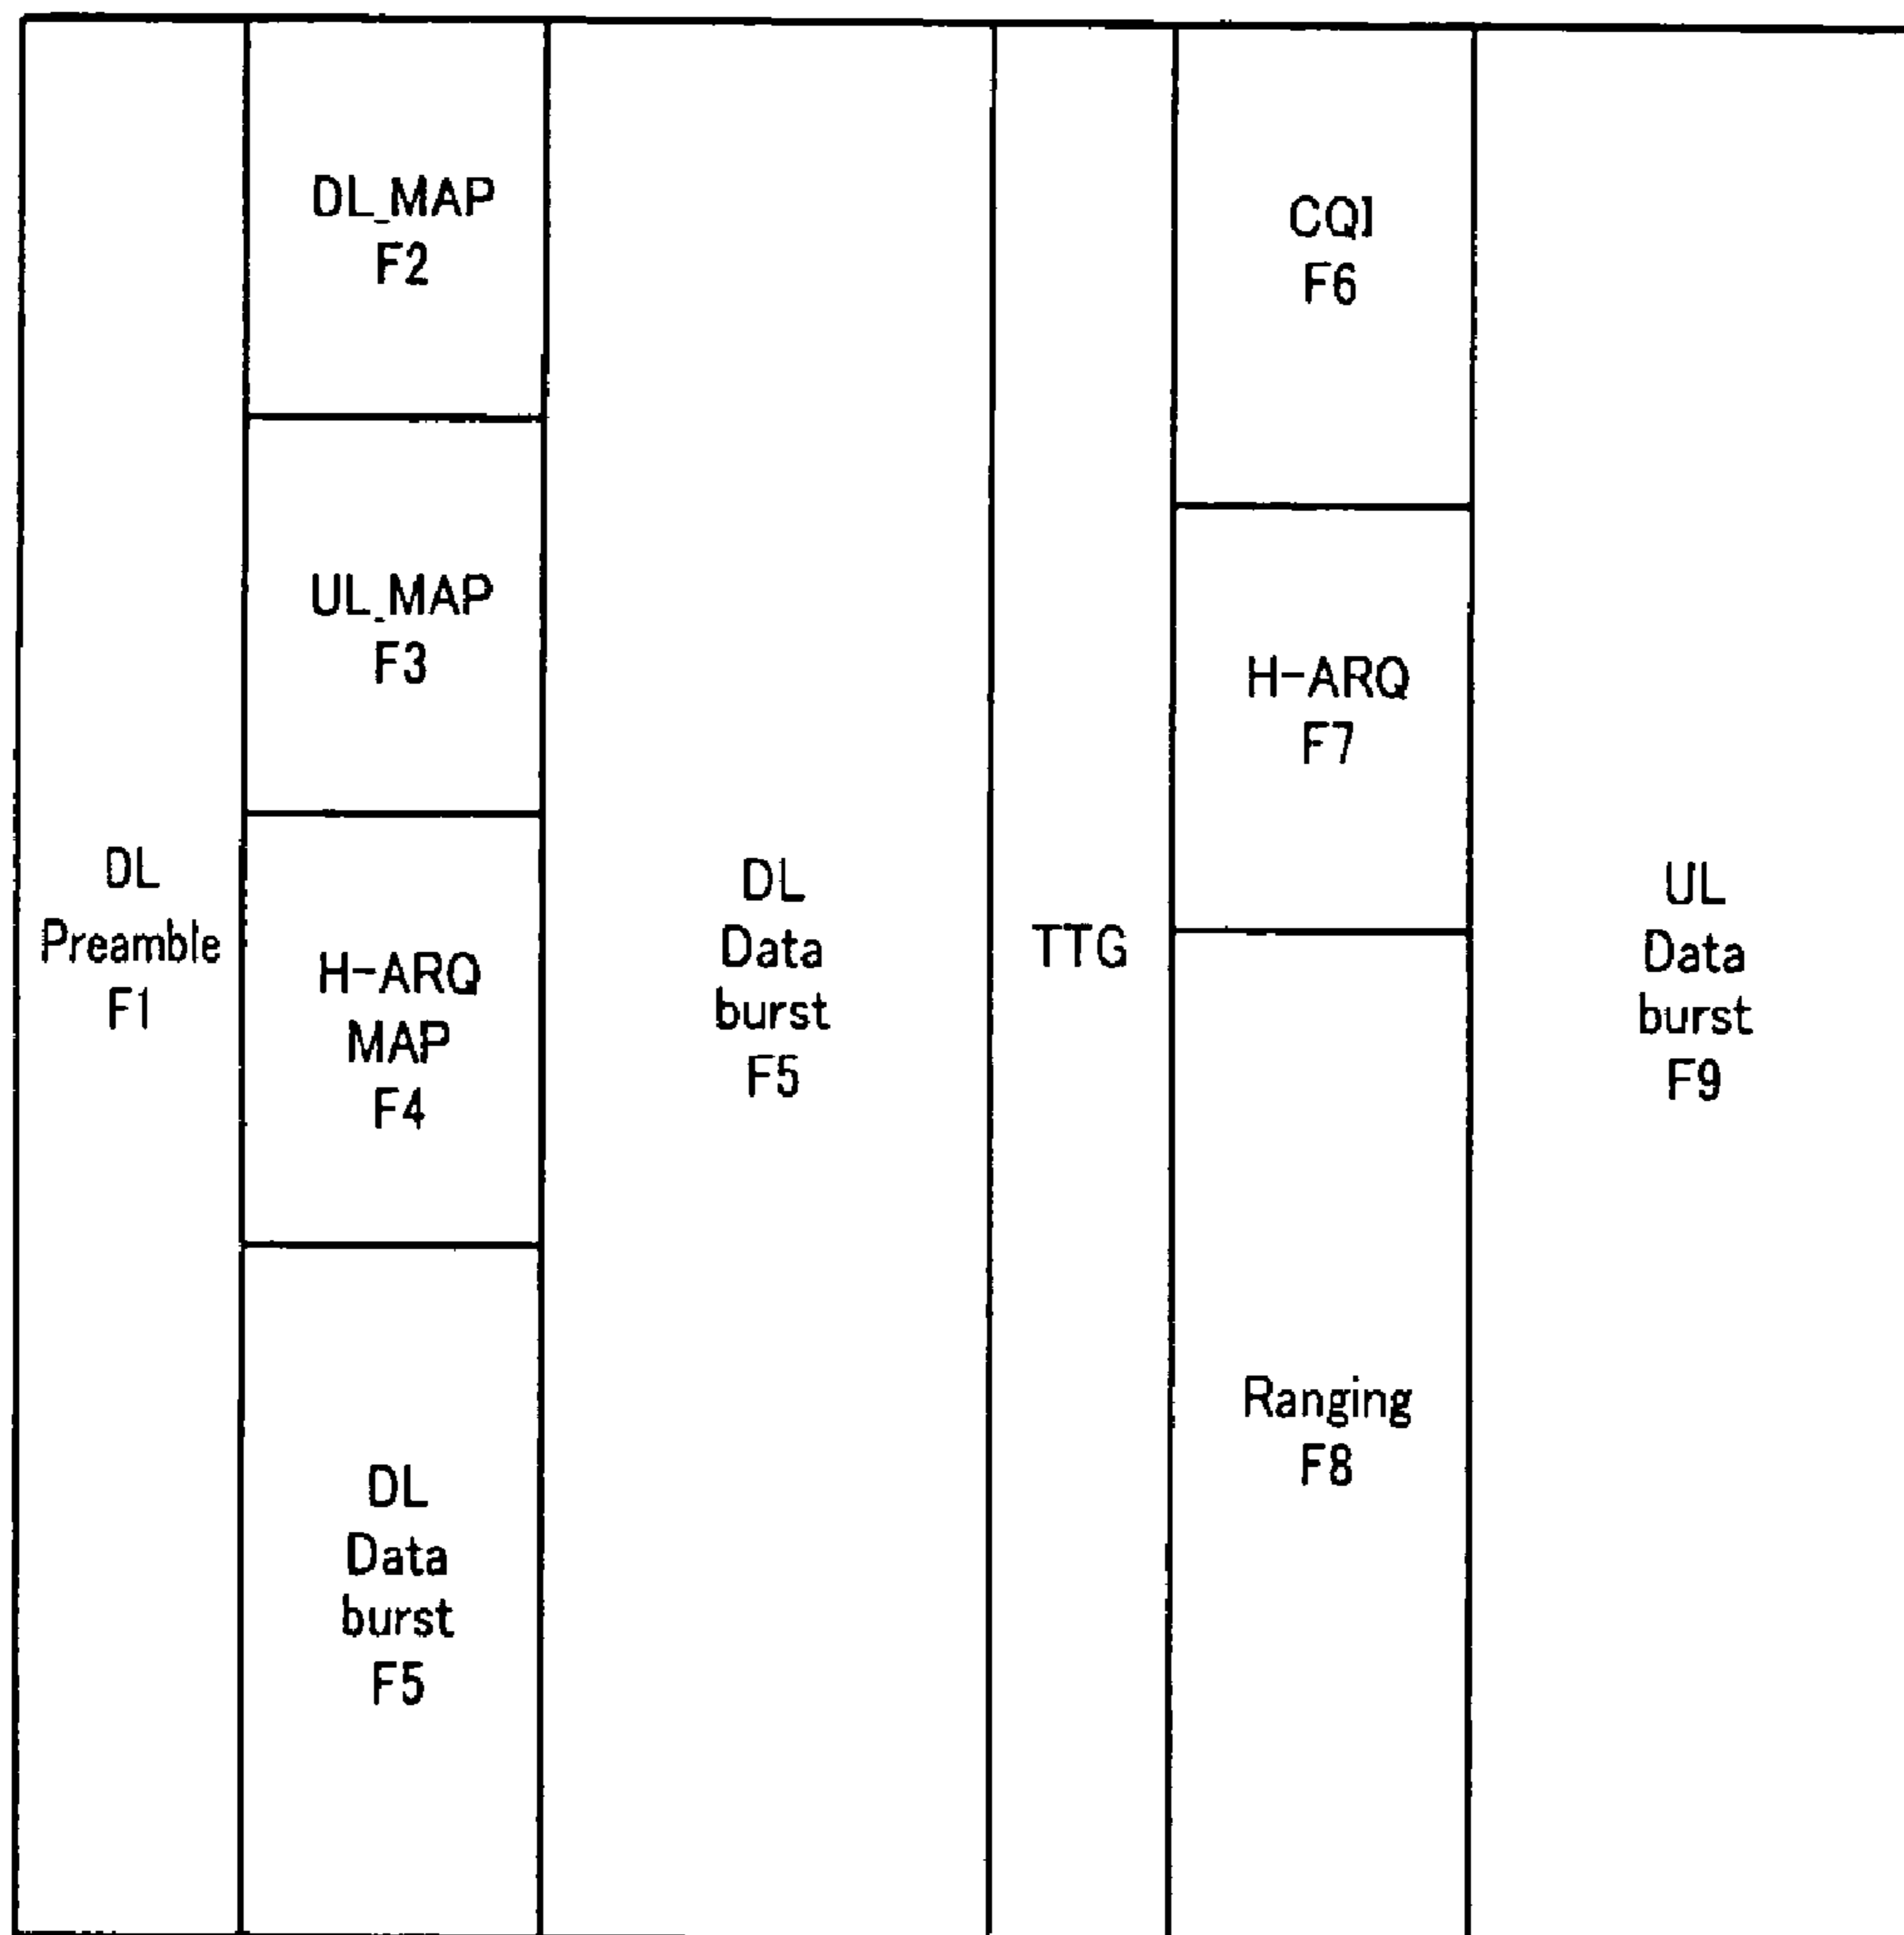 DL
Preamble
F1
DL_MAP
F2
UL_MAP
F3
H-ARQ
MAP
F4
DL
Data
burst
F5
DL
Data
burst
F5
TTG
CQI
F6
H-ARQ
F7
Ranging
F8
UL
Data
burst
F9